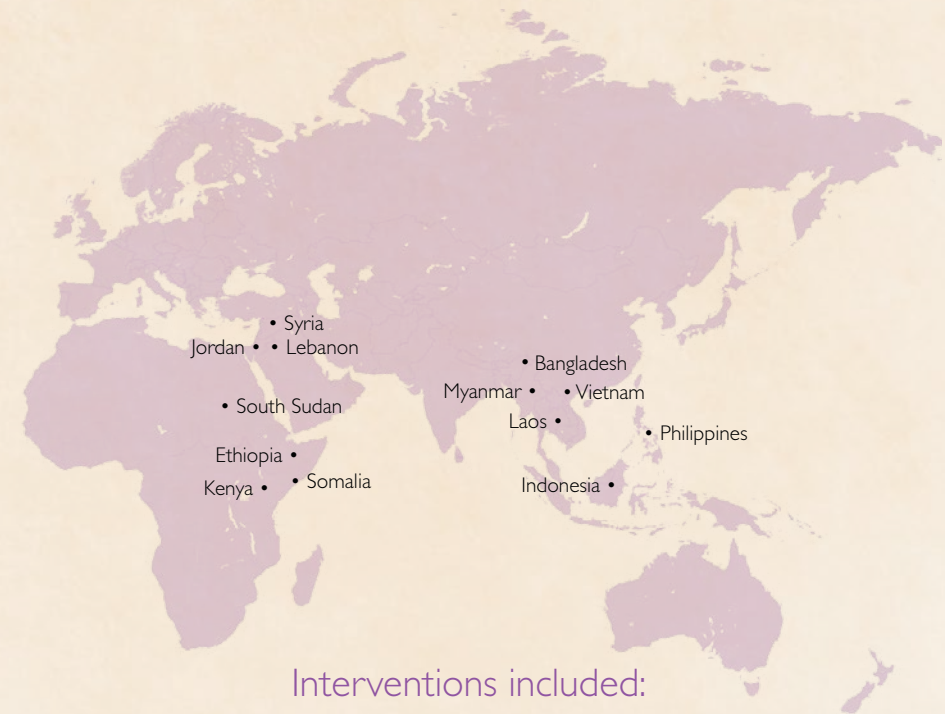 Syria
Jordan
Lebanon
Bangladesh
Myanmar
Vietnam
South Sudan
Laos
Philippines
Ethiopia
Somalia
Kenya
Indonesia
Interventions included: